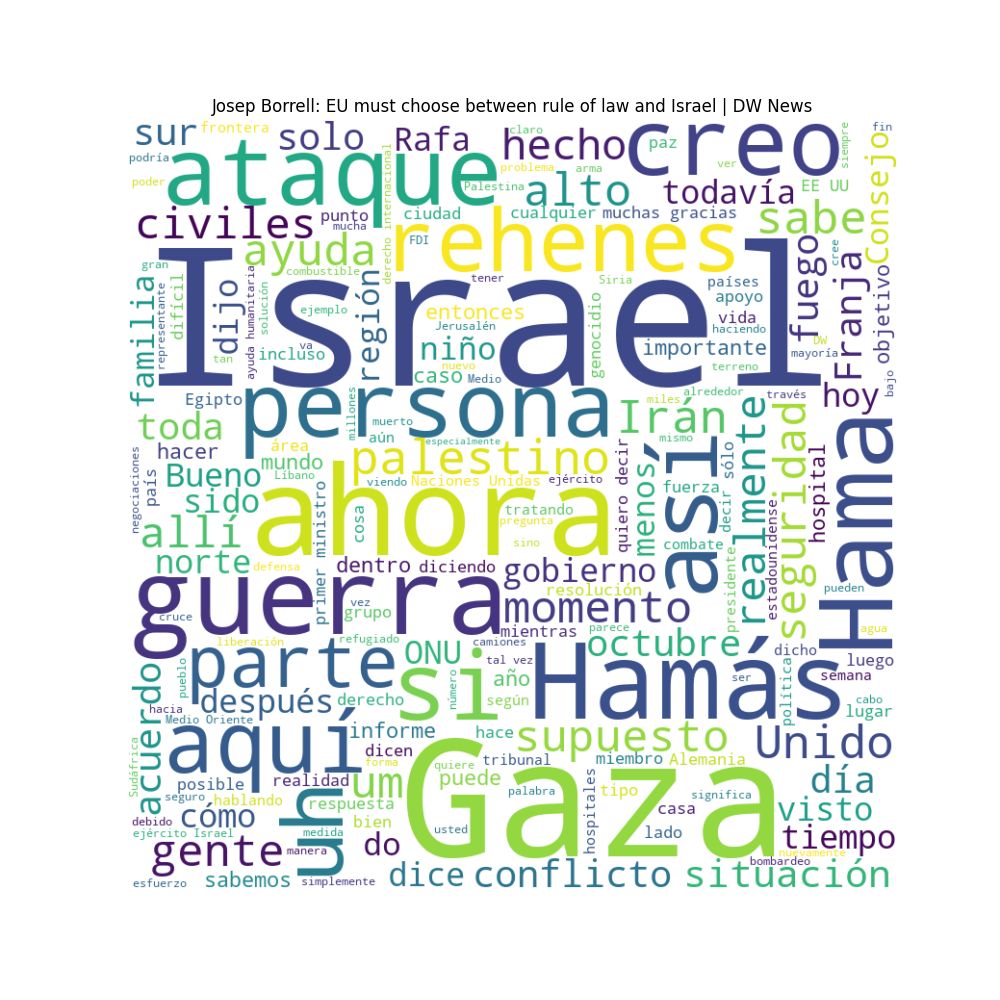 Josep Borrell: EU must choose between rule of law and Israel | DW News
sur
frontera
solo
Rafa
claro
hecho
creo
paz
siempre
fin
podría
poder
ataque
derecho internacional
problema
arma
ver
Palestina
alto
todavía
EE UU
Consejo
civiles
punto
mucha
ciudad
cualquier
muchas gracias
sabe
ayuda
FDI
rehenes
cree
gran
combustible
Israel
tener
Siria
países
fuego
Franja
objetivo
familia
representante
difícil
dijo
ayuda humanitaria
solución
ejemplo
región
entonces
Jerusalén
genocidio
apoyo
vida
haciendo
DW
tan
va
incluso
niño
importante
mayoría
caso
nuevo
Medio
terreno
bajo
Egipto
persona
millones
muerto
miles
alrededor
través
hoy
toda
hacer
área
aún
especialmente
Irán
mismo
realmente
seguridad
Hama
negociaciones
país
Bueno
mundo
Líbano
palestino
viendo
Naciones Unidas
ejército
quiero decir
menos
fuerza
así
decir
sólo
hospital
sido
ahora
primer ministro
cosa
tratando
pregunta
sino
combate
presidente
estadounidense
allí
norte
defensa
dentro
diciendo
gobierno
resolución
pueden
guerra
vez
grupo
momento
parece
agua
cruce
liberación
refugiado
mientras
camiones
octubre
dicho
luego
parte
ONU
tal vez
Hamás
ser
política
semana
acuerdo
pueblo
hacia
después
derecho
si
número
año
según
cabo
lugar
Medio Oriente
aquí
informe
hace
supuesto
Unido
Sudáfrica
dicen
forma
quiere
tribunal
miembro
Alemania
posible
realidad
um
puede
Gaza
tipo
día
seguro
hablando
respuesta
palabra
hospitales
casa
significa
visto
debido
cómo
uh
bien
usted
lado
tiempo
ejército Israel
medida
gente
manera
do
bombardeo
nuevamente
esfuerzo
sabemos
simplemente
dice
conflicto
situación